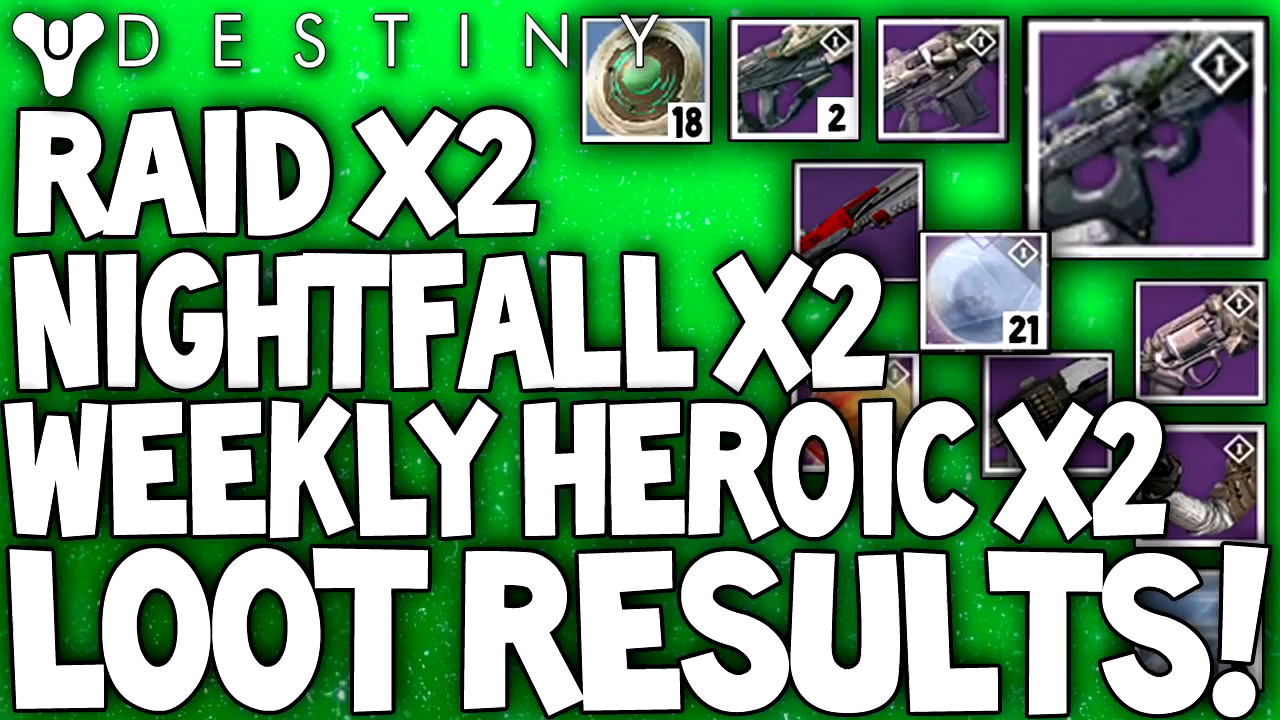 DESTINY
18
2
RAID X2
NIGHTFALL X2
21
WEEKLY HEROIC X2
LOOT RESULTS!